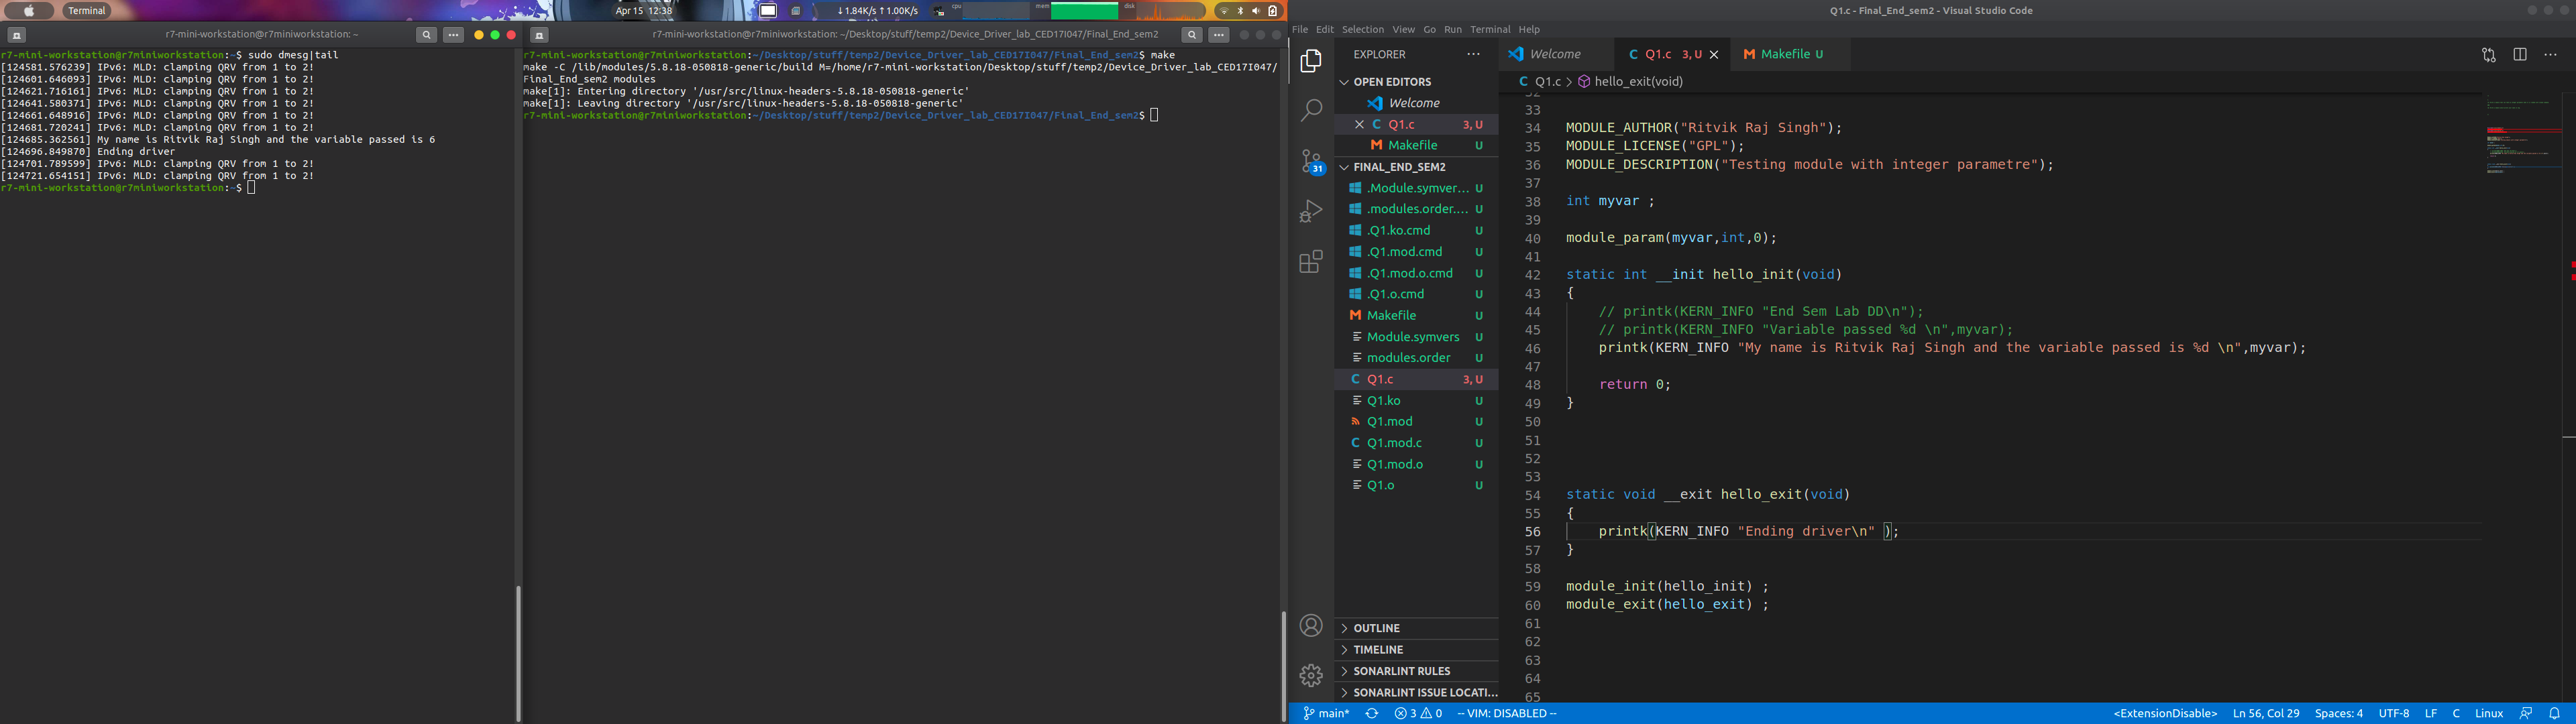 Terminal
Apr 15 12:38
↓1.84K/s↑1.00K/s
cpu
mem
disk
r7-mini-workstation@r7miniworkstation: ~
r7-mini-workstation@r7miniworkstation:~$ sudo dmesg|tail
[124581.576239] IPv6: MLD: clamping QRV from 1 to 2!
[124601.646093] IPv6: MLD: clamping QRV from 1 to 2!
[124621.716161] IPv6: MLD: clamping QRV from 1 to 2!
[124641.580371] IPv6: MLD: clamping QRV from 1 to 2!
[124661.648916] IPv6: MLD: clamping QRV from 1 to 2!
[124681.720241] IPv6: MLD: clamping QRV from 1 to 2!
[124685.362561] My name is Ritvik Raj Singh and the variable passed is 6
[124696.849870] Ending driver
[124701.789599] IPv6: MLD: clamping QRV from 1 to 2!
[124721.654151] IPv6: MLD: clamping QRV from 1 to 2!
r7-mini-workstation@r7miniworkstation:~$
r7-mini-workstation@r7miniworkstation: ~/Desktop/stuff/temp2/Device_Driver_lab_CED17I047/Final_End_sem2
r7-mini-workstation@r7miniworkstation:~/Desktop/stuff/temp2/Device_Driver_lab_CED17I047/Final_End_sem2$ make
make -C /lib/modules/5.8.18-050818-generic/build M=/home/r7-mini-workstation/Desktop/stuff/temp2/Device_Driver_lab_CED17I047/
Final_End_sem2 modules
make[1]: Entering directory '/usr/src/linux-headers-5.8.18-050818-generic'
make[1]: Leaving directory '/usr/src/linux-headers-5.8.18-050818-generic'
r7-mini-workstation@r7miniworkstation:~/Desktop/stuff/temp2/Device_Driver_lab_CED17I047/Final_End_sem2$
Q1.c - Final_End_sem2 - Visual Studio Code
File Edit Selection View Go Run Terminal Help
EXPLORER
OPEN EDITORS
Welcome
Q1.c 3, U
Makefile U
FINAL_END_SEM2
.Module.symver... U
.modules.order.... U
.Q1.ko.cmd U
.Q1.mod.cmd U
.Q1.mod.o.cmd U
.Q1.o.cmd U
Makefile U
Module.symvers U
modules.order U
Q1.c 3, U
Q1.ko U
Q1.mod U
Q1.mod.c U
Q1.mod.o U
Q1.o U
OUTLINE
TIMELINE
SONARLINT RULES
SONARLINT ISSUE LOCATI...
31
Welcome
Q1.c 3, U
Makefile U
Q1.c > hello_exit(void)
32
33
34 MODULE_AUTHOR("Ritvik Raj Singh");
35 MODULE_LICENSE("GPL");
36 MODULE_DESCRIPTION("Testing module with integer parametre");
37
38 int myvar ;
39
40 module_param(myvar,int,0);
41
42 static int __init hello_init(void)
43 {
44 // printk(KERN_INFO "End Sem Lab DD\n");
45 // printk(KERN_INFO "Variable passed %d \n",myvar);
46 printk(KERN_INFO "My name is Ritvik Raj Singh and the variable passed is %d \n",myvar);
47
48 return 0;
49 }
50
51
52
53
54 static void __exit hello_exit(void)
55 {
56 printk(KERN_INFO "Ending driver\n" );
57 }
58
59 module_init(hello_init) ;
60 module_exit(hello_exit) ;
61
62
63
64
65
main* 3 0 -- VIM: DISABLED -- <ExtensionDisable> Ln 56, Col 29 Spaces: 4 UTF-8 LF C Linux